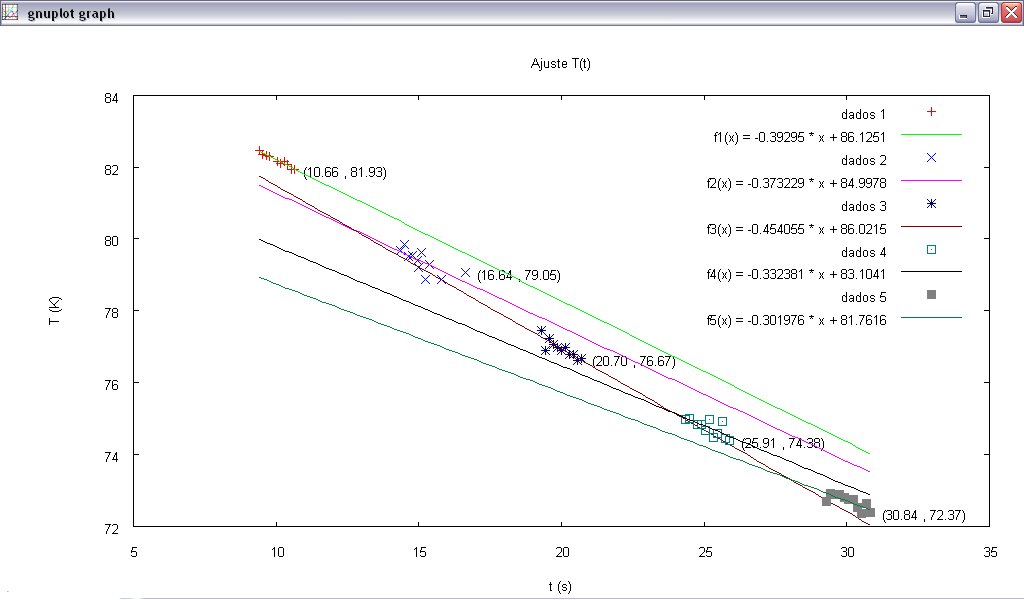 gnuplot graph
Ajuste T(t)
84
82
80
78
76
74
72
T (K)
dados 1
f1(x) = -0.39295 * x + 86.1251
dados 2
f2(x) = -0.373229 * x + 84.9978
dados 3
f3(x) = -0.454055 * x + 86.0215
dados 4
f4(x) = -0.332381 * x + 83.1041
dados 5
f5(x) = -0.301976 * x + 81.7616
(10.66 , 81.93)
(16.64 , 79.05)
(20.70 , 76.67)
(25.91 , 74.38)
(30.84 , 72.37)
5 10 15 20 25 30 35
t (s)